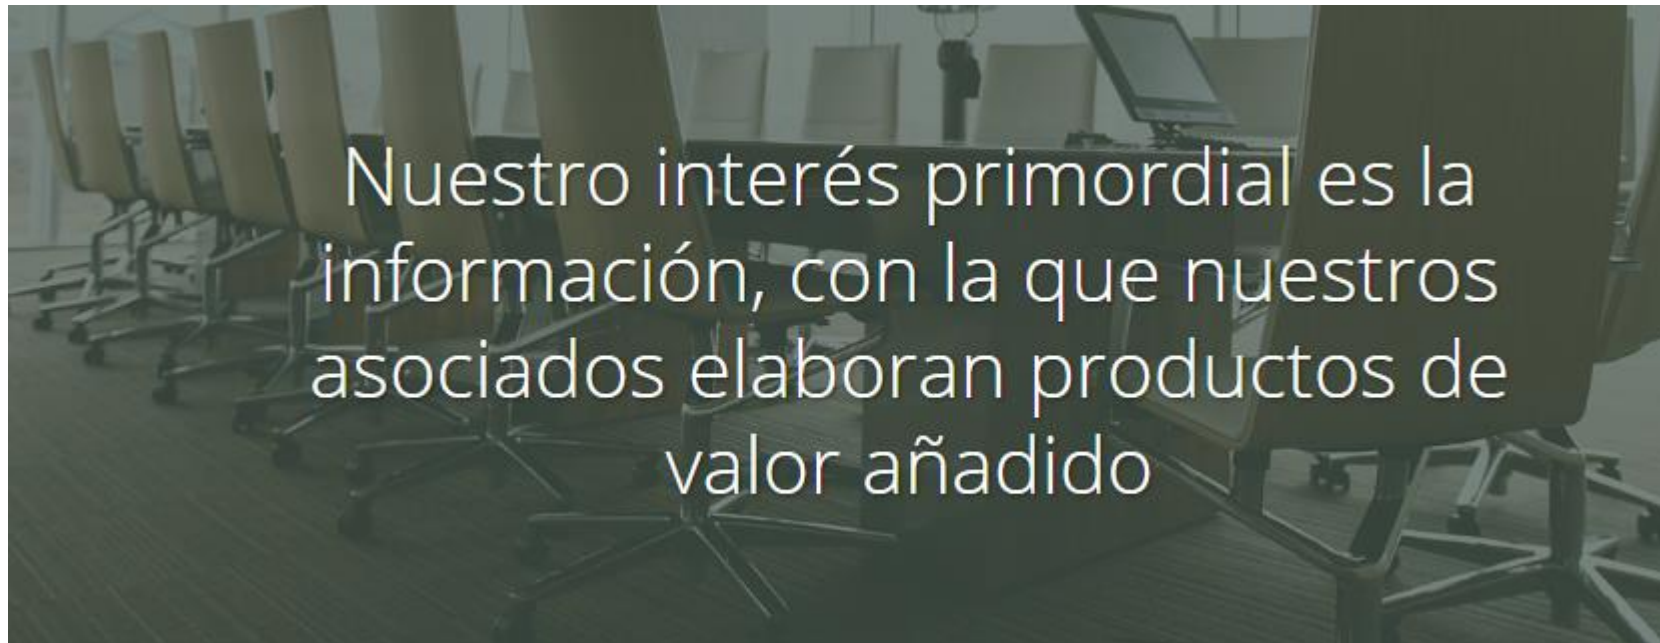 Nuestro interés primordial es la
información, con la que nuestros
asociados elaboran productos de
valor añadido